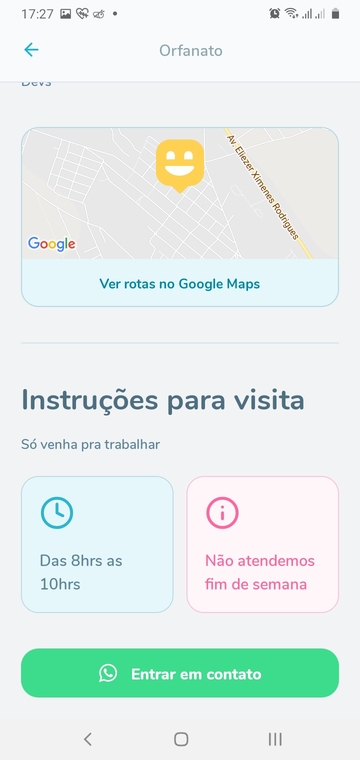 17:27
Orfanato
Devs
Av. Eliezer Ximenes Rodrigues
Google
Ver rotas no Google Maps
Instruções para visita
Só venha pra trabalhar
Das 8hrs as
10hrs
Não atendemos
fim de semana
Entrar em contato